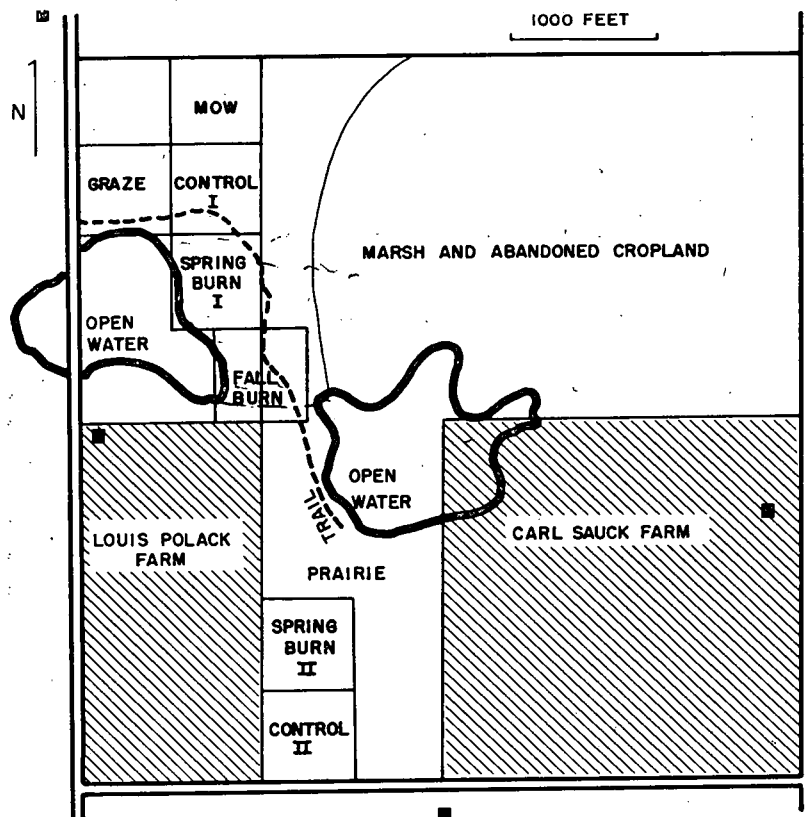 1000 FEET
N
MOW
GRAZE
CONTROL
I
SPRING
BURN
I
MARSH AND ABANDONED CROPLAND
OPEN
WATER
FALL
BURN
OPEN
WATER
TRAIL
LOUIS POLACK
FARM
CARL SAUCK FARM
PRAIRIE
SPRING
BURN
II
CONTROL
II